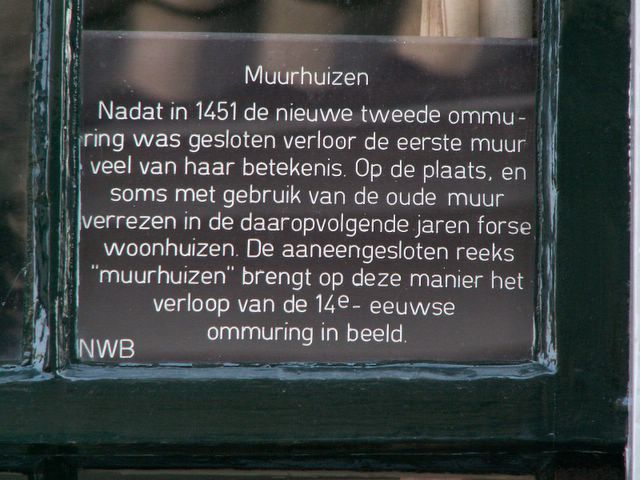 Muurhuizen
Nadat in 1451 de nieuwe tweede ommu-
ring was gesloten verloor de eerste muur
veel van haar betekenis. Op de plaats, en
soms met gebruik van de oude muur
verrezen in de daaropvolgende jaren forse
woonhuizen. De aaneengesloten reeks
"muurhuizen" brengt op deze manier het
verloop van de 14e- eeuwse
ommuring in beeld.
NWB